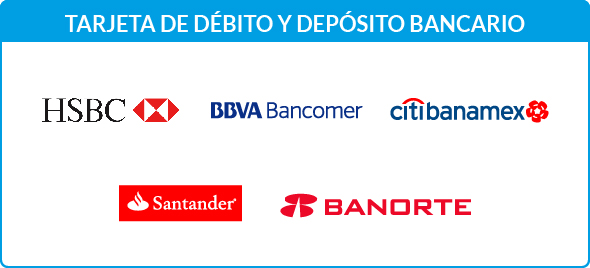 TARJETA DE DÉBITO Y DEPÓSITO BANCARIO
HSBC BBVA Bancomer citibanamex
Santander BANORTE